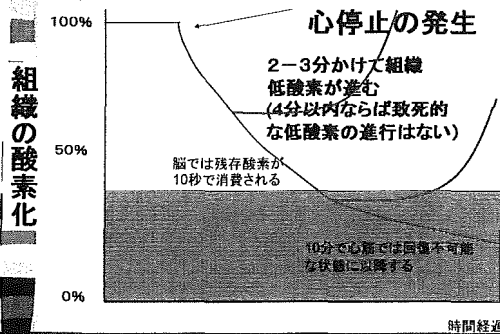 100%
心停止の発生
2－3分かけて組織
低酸素が進む
(4分以内ならば致死的
な低酸素の進行はない)
組織の酸素化
50%
脳では残存酸素が
10秒で消費される
10分で心筋では回復不可能
な状態に以降する
0%
時間経過